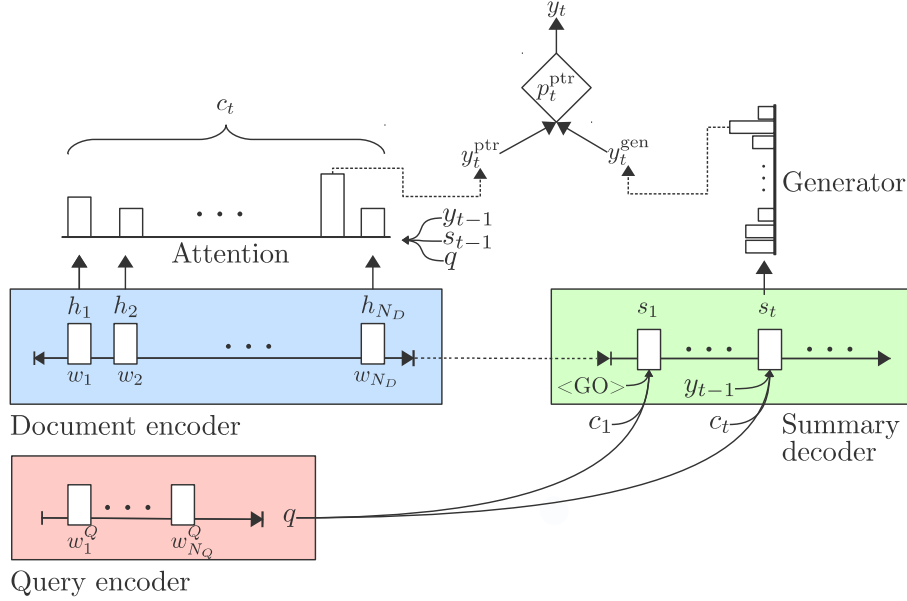 y_t
p_t^ptr
c_t
y_t^ptr
y_t^gen
Generator
. . .
y_{t−1}
s_{t−1}
q
Attention
h_1 h_2 h_{N_D}
s_1 s_t
. . .
. . . . . .
w_1 w_2 w_{N_D}
<GO> y_{t−1}
c_1 c_t
Document encoder
Summary
decoder
. . .
q
w_1^Q w_{N_Q}^Q
Query encoder